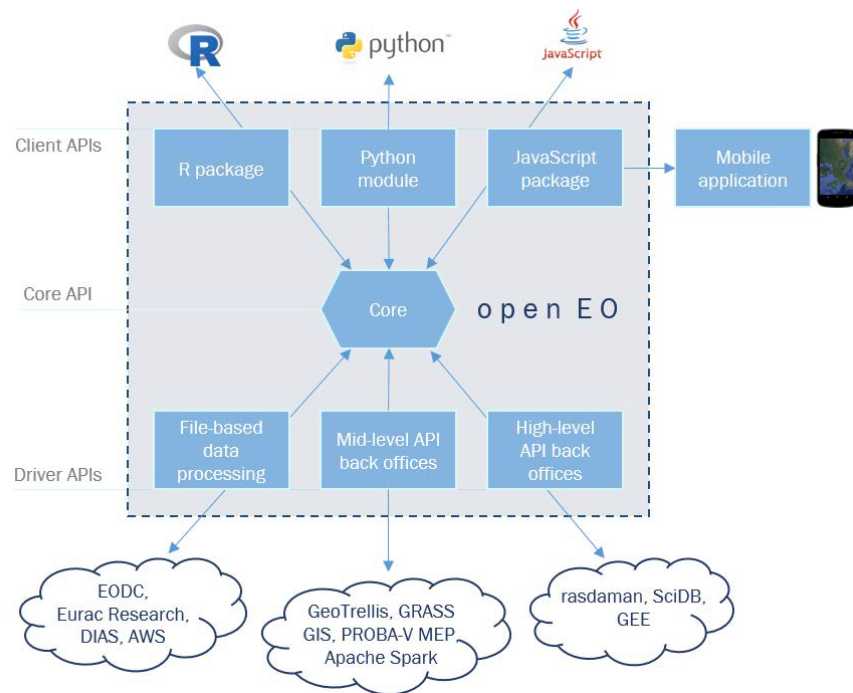 R
python™
JavaScript
Client APIs
R package
Python
module
JavaScript
package
Mobile
application
Core API
Core
open EO
File-based
data
processing
Mid-level API
back offices
High-level
API back
offices
Driver APIs
EODC,
Eurac Research,
DIAS, AWS
GeoTrellis, GRASS
GIS, PROBA-V MEP,
Apache Spark
rasdaman, SciDB,
GEE